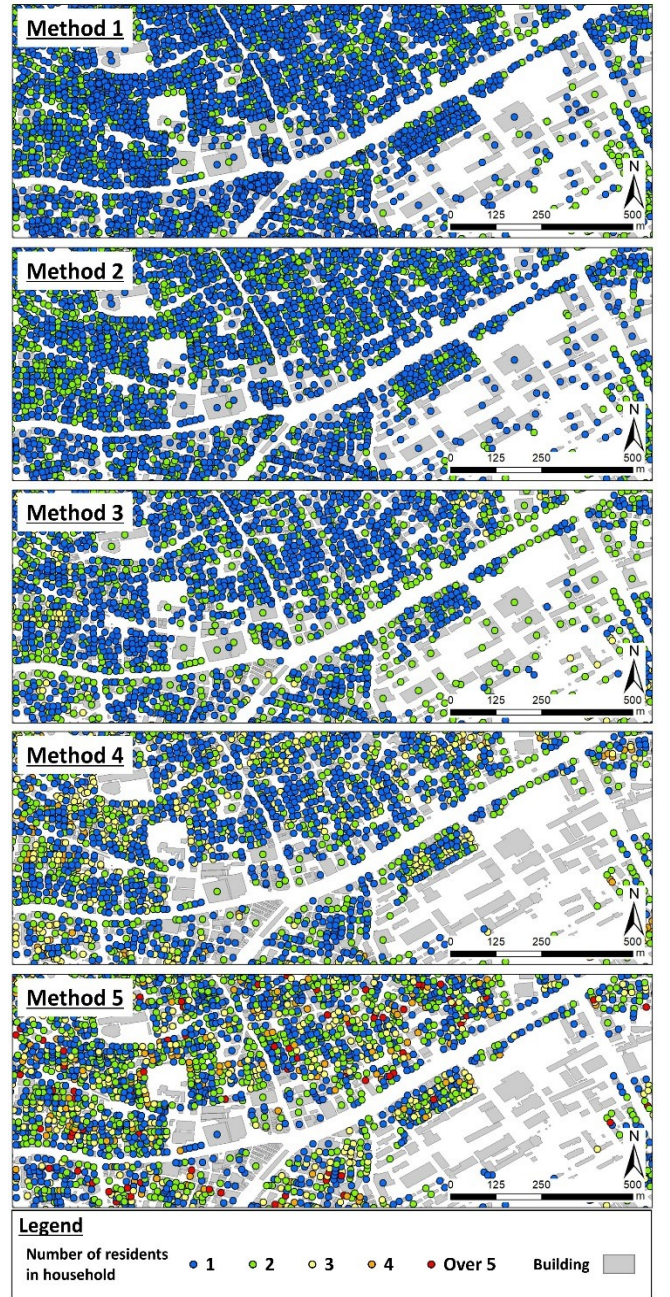 Method 1
N
0 125 250 500
m
Method 2
N
0 125 250 500
m
Method 3
N
0 125 250 500
m
Method 4
N
0 125 250 500
m
Method 5
N
0 125 250 500
m
Legend
Number of residents
in household
1 2 3 4 Over 5 Building